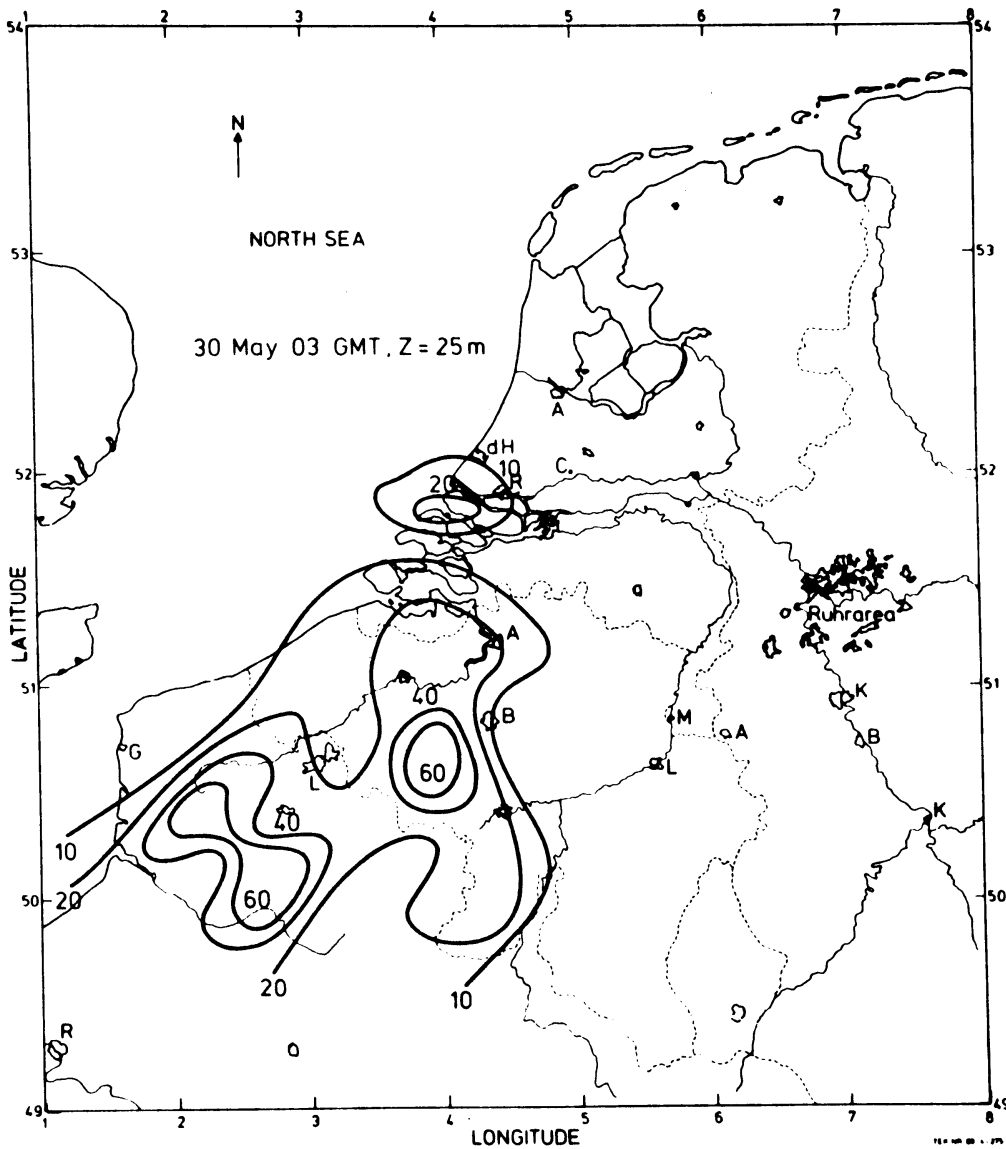 1 2 3 4 5 6 7 8
54 54
N
NORTH SEA
53 53
30 May 03 GMT, Z = 25m
A
dH
52 10 C. 52
20 R
LATITUDE
Ruhrarea
A
51 40 51
K
M
B A B
G
L
60
L
40 K
10
50 20 60 50
20 10
R
49 49
1 2 3 4 5 6 7 8
LONGITUDE